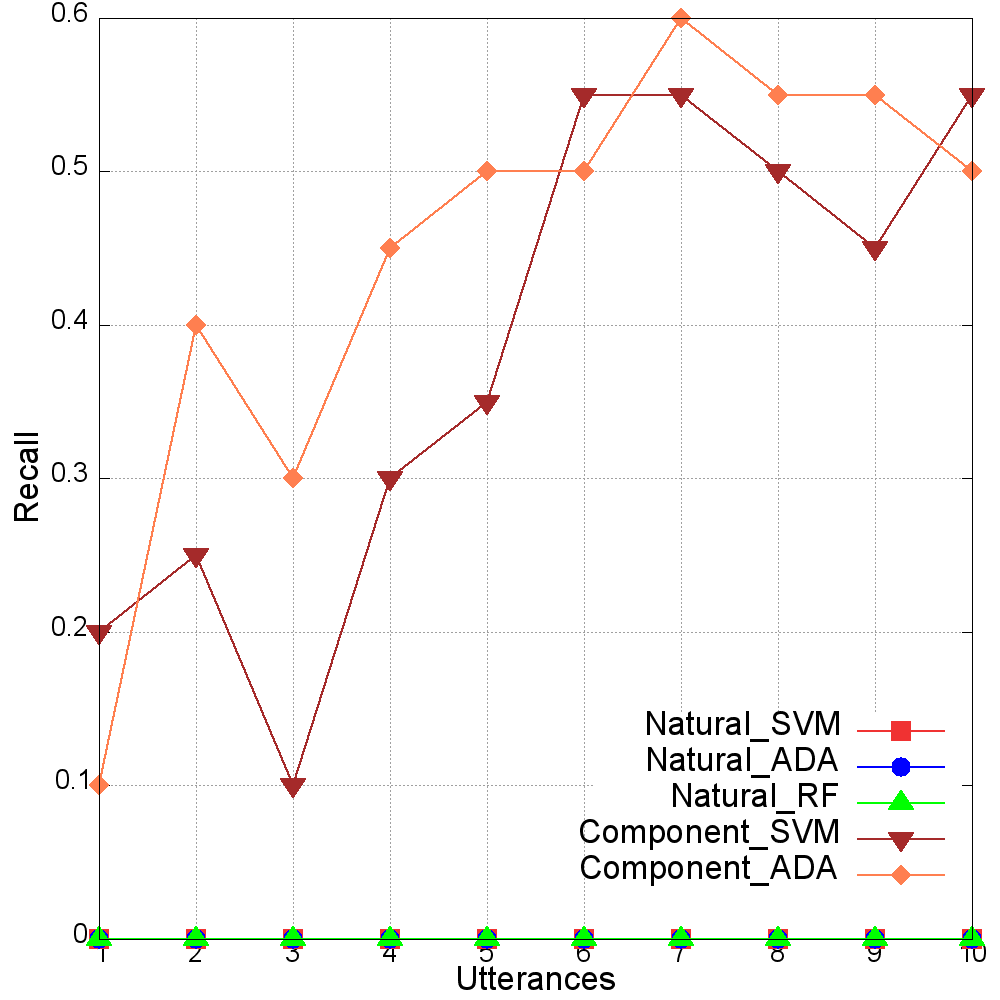 0.6
0.5
0.4
0.3
0.2
0.1
0
Recall
1 2 3 4 5 6 7 8 9 10
Utterances
Natural_SVM
Natural_ADA
Natural_RF
Component_SVM
Component_ADA